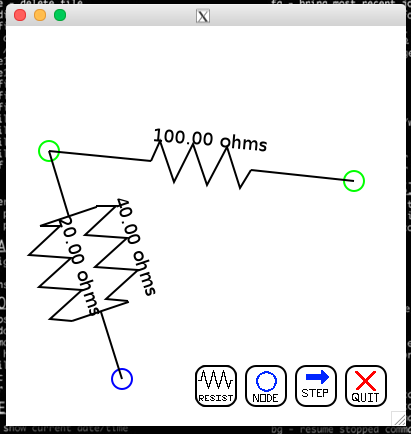 - delete file
fg - bring most recent jo
X
100.00 ohms
20.00 ohms
40.00 ohms
RESIST
NODE
STEP
QUIT
show current date/time
bg - resume stopped comm